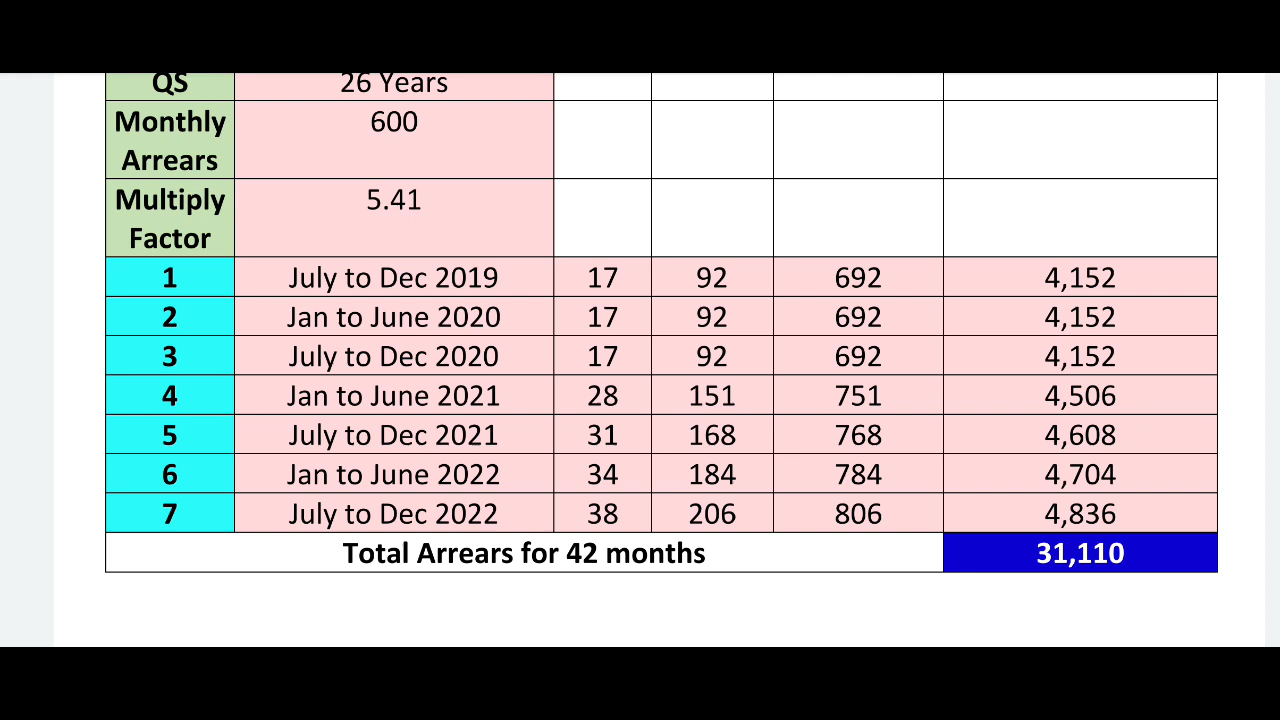 QS 26 Years
Monthly 600
Arrears
Multiply 5.41
Factor
1 July to Dec 2019 17 92 692 4,152
2 Jan to June 2020 17 92 692 4,152
3 July to Dec 2020 17 92 692 4,152
4 Jan to June 2021 28 151 751 4,506
5 July to Dec 2021 31 168 768 4,608
6 Jan to June 2022 34 184 784 4,704
7 July to Dec 2022 38 206 806 4,836
Total Arrears for 42 months 31,110